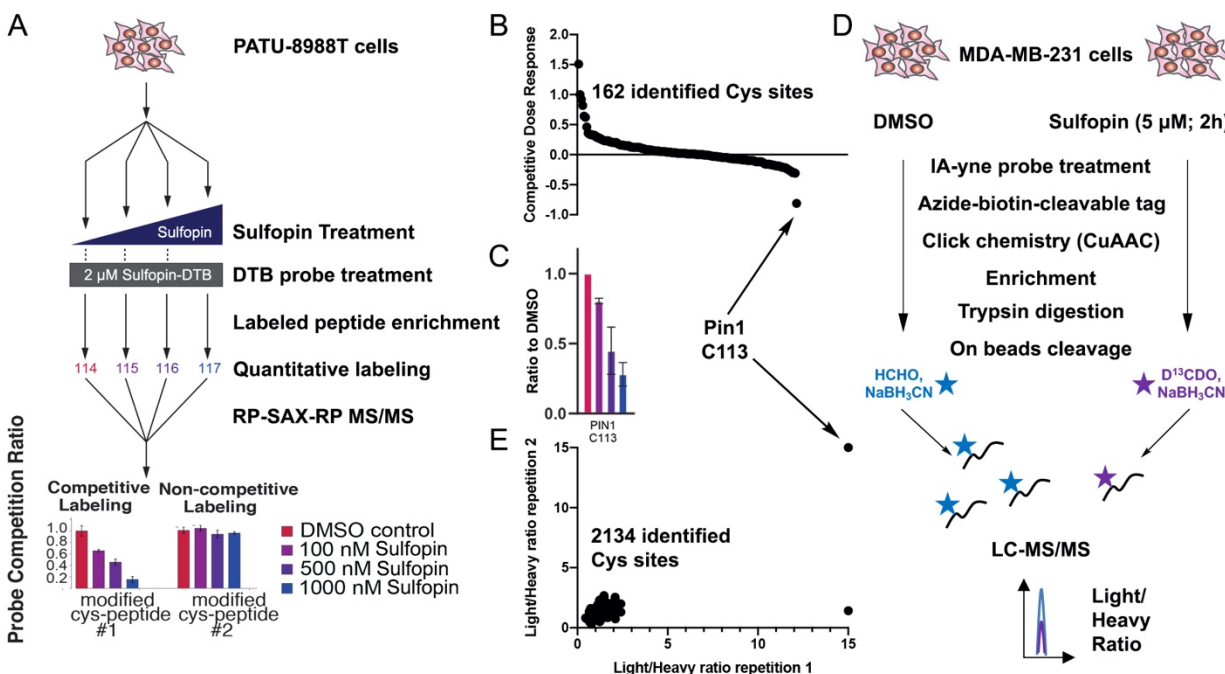 A
PATU-8988T cells
Sulfopin
Sulfopin Treatment
2 µM Sulfopin-DTB
DTB probe treatment
Labeled peptide enrichment
114
115
116
117
Quantitative labeling
RP-SAX-RP MS/MS
Probe Competition Ratio
Competitive
Labeling
Non-competitive
Labeling
1.0
0.8
0.6
0.4
0.2
modified
cys-peptide
#1
modified
cys-peptide
#2
DMSO control
100 nM Sulfopin
500 nM Sulfopin
1000 nM Sulfopin
B
Competitive Dose Response
2.0
1.5
1.0
0.5
0.0
-0.5
-1.0
162 identified Cys sites
C
Ratio to DMSO
1.0
0.5
0.0
PIN1
C113
Pin1
C113
E
Light/Heavy ratio repetition 2
15
10
5
0
2134 identified
Cys sites
0
5
10
15
Light/Heavy ratio repetition 1
D
MDA-MB-231 cells
DMSO
Sulfopin (5 µM; 2h)
IA-yne probe treatment
Azide-biotin-cleavable tag
Click chemistry (CuAAC)
Enrichment
Trypsin digestion
On beads cleavage
HCHO,
NaBH₃CN
D¹³CDO,
NaBH₃CN
LC-MS/MS
Light/
Heavy
Ratio